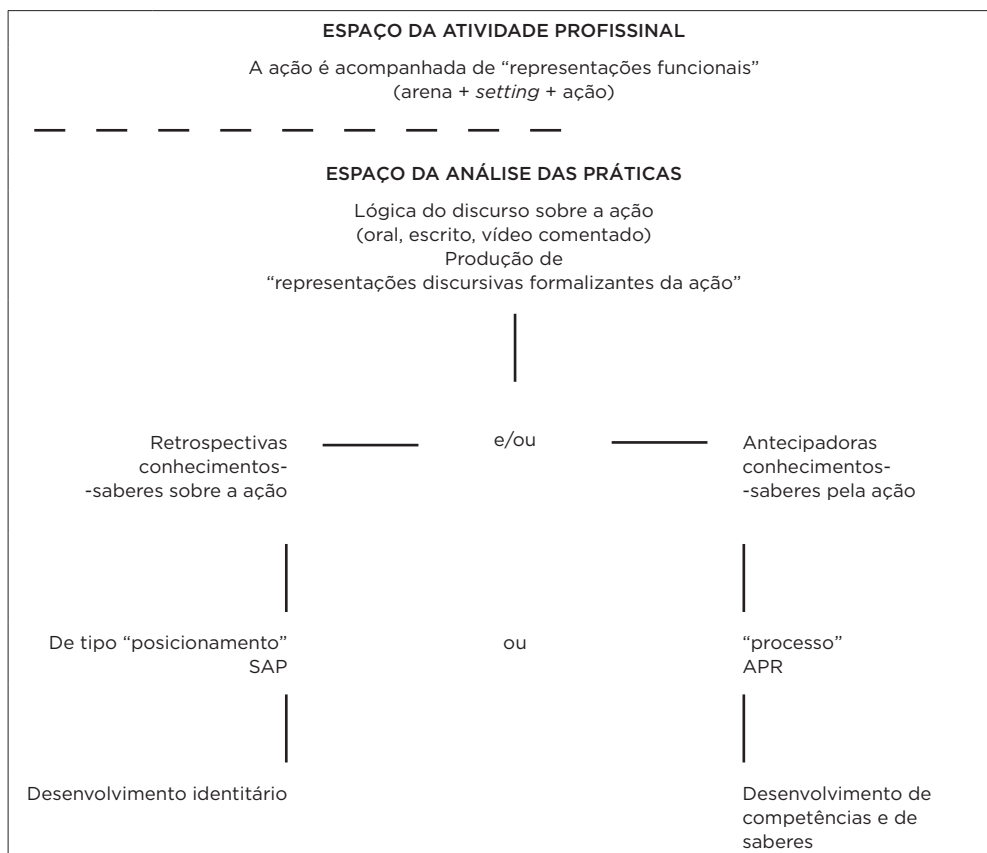 ESPAÇO DA ATIVIDADE PROFISSINAL
A ação é acompanhada de “representações funcionais”
(arena + setting + ação)
ESPAÇO DA ANÁLISE DAS PRÁTICAS
Lógica do discurso sobre a ação
(oral, escrito, vídeo comentado)
Produção de
“representações discursivas formalizantes da ação”
Retrospectivas
conhecimentos-
-saberes sobre a ação
e/ou
Antecipadoras
conhecimentos-
-saberes pela ação
De tipo “posicionamento”
SAP
ou
“processo”
APR
Desenvolvimento identitário
Desenvolvimento de
competências e de
saberes